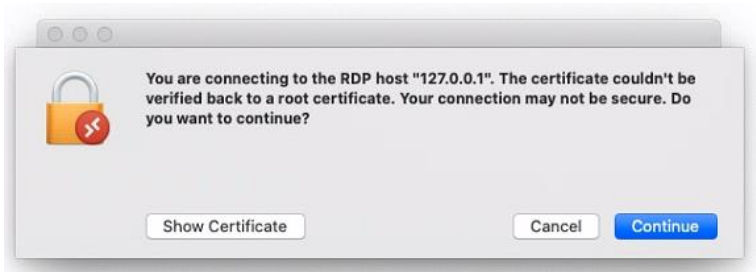 You are connecting to the RDP host "127.0.0.1". The certificate couldn't be
verified back to a root certificate. Your connection may not be secure. Do
you want to continue?
Show Certificate
Cancel
Continue